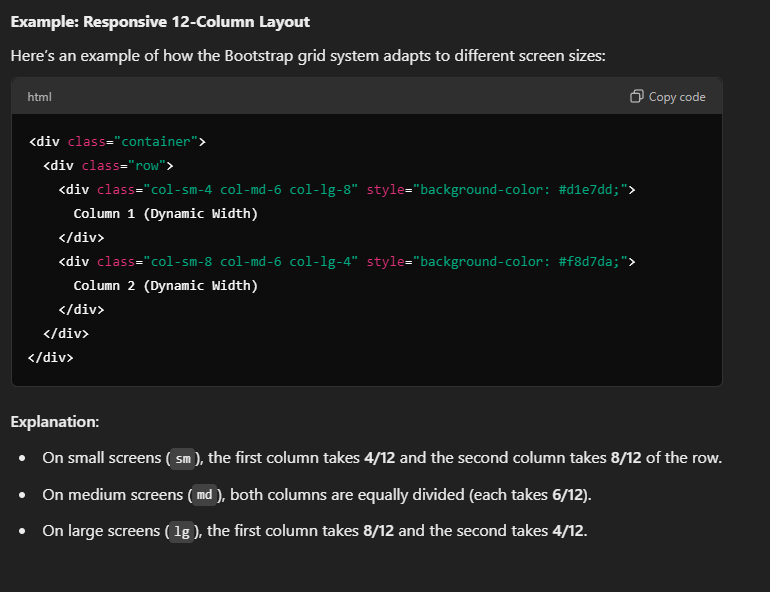 Example: Responsive 12-Column Layout
Here's an example of how the Bootstrap grid system adapts to different screen sizes:
html
Copy code
<div class="container">
  <div class="row">
    <div class="col-sm-4 col-md-6 col-lg-8" style="background-color: #d1e7dd;">
      Column 1 (Dynamic Width)
    </div>
    <div class="col-sm-8 col-md-6 col-lg-4" style="background-color: #f8d7da;">
      Column 2 (Dynamic Width)
    </div>
  </div>
</div>
Explanation:
• On small screens (sm), the first column takes 4/12 and the second column takes 8/12 of the row.
• On medium screens (md), both columns are equally divided (each takes 6/12).
• On large screens (lg), the first column takes 8/12 and the second takes 4/12.